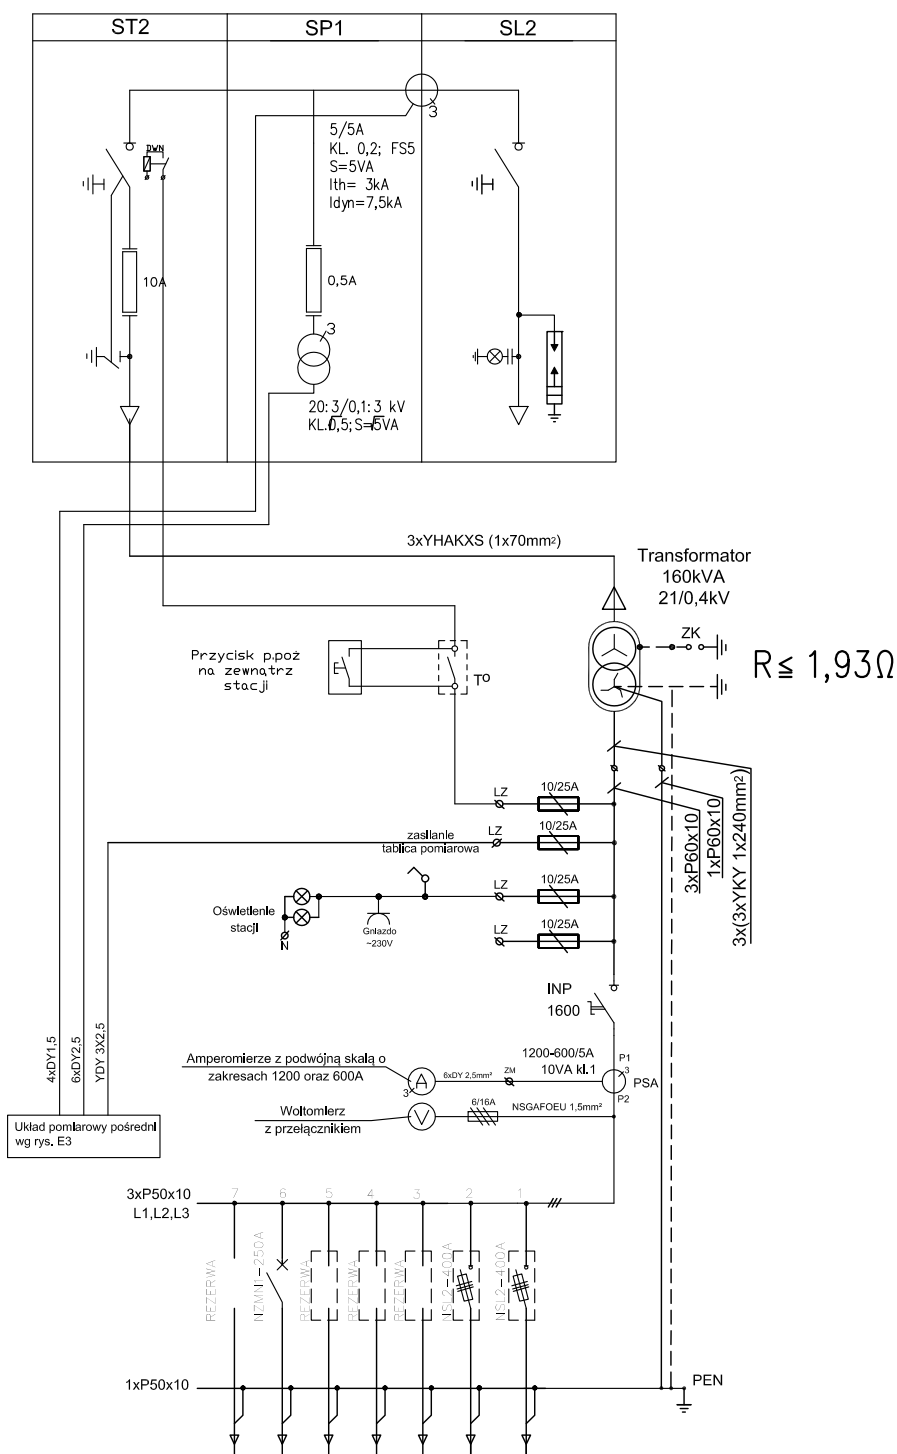 ST2
SP1
SL2
3
5/5A
KL. 0,2; FS5
S=5VA
Ith= 3kA
Idyn=7,5kA
DWN
10A
0,5A
3
20:√3/0,1:√3 kV
KL.0,5; S=5VA
3xYHAKXS (1x70mm²)
Transformator
160kVA
21/0,4kV
ZK
R≤ 1,93Ω
Przycisk p.poż
na zewnątrz
stacji
T⁰
LZ
10/25A
LZ
10/25A
zasilanie
tablica pomiarowa
LZ
10/25A
LZ
10/25A
Oświetlenie
stacji
N
Gniazdo
~230V
3xP60x10
1xP60x10
3x(3xYKY 1x240mm²)
INP
1600
4xDY1,5
6xDY2,5
YDY 3X2,5
Amperomierze z podwójną skalą o
zakresach 1200 oraz 600A
A
3
6xDY 2,5mm²
ZM
1200-600/5A
10VA kl.1
P1
3
PSA
P2
Woltomierz
z przełącznikiem
V
6/16A
NSGAFOEU 1,5mm²
Układ pomiarowy pośredni
wg rys. E3
3xP50x10
L1,L2,L3
7
6
5
4
3
2
1
REZERWA
NZMN1-250A
REZERWA
REZERWA
REZERWA
NSL2-400A
NSL2-400A
1xP50x10
PEN